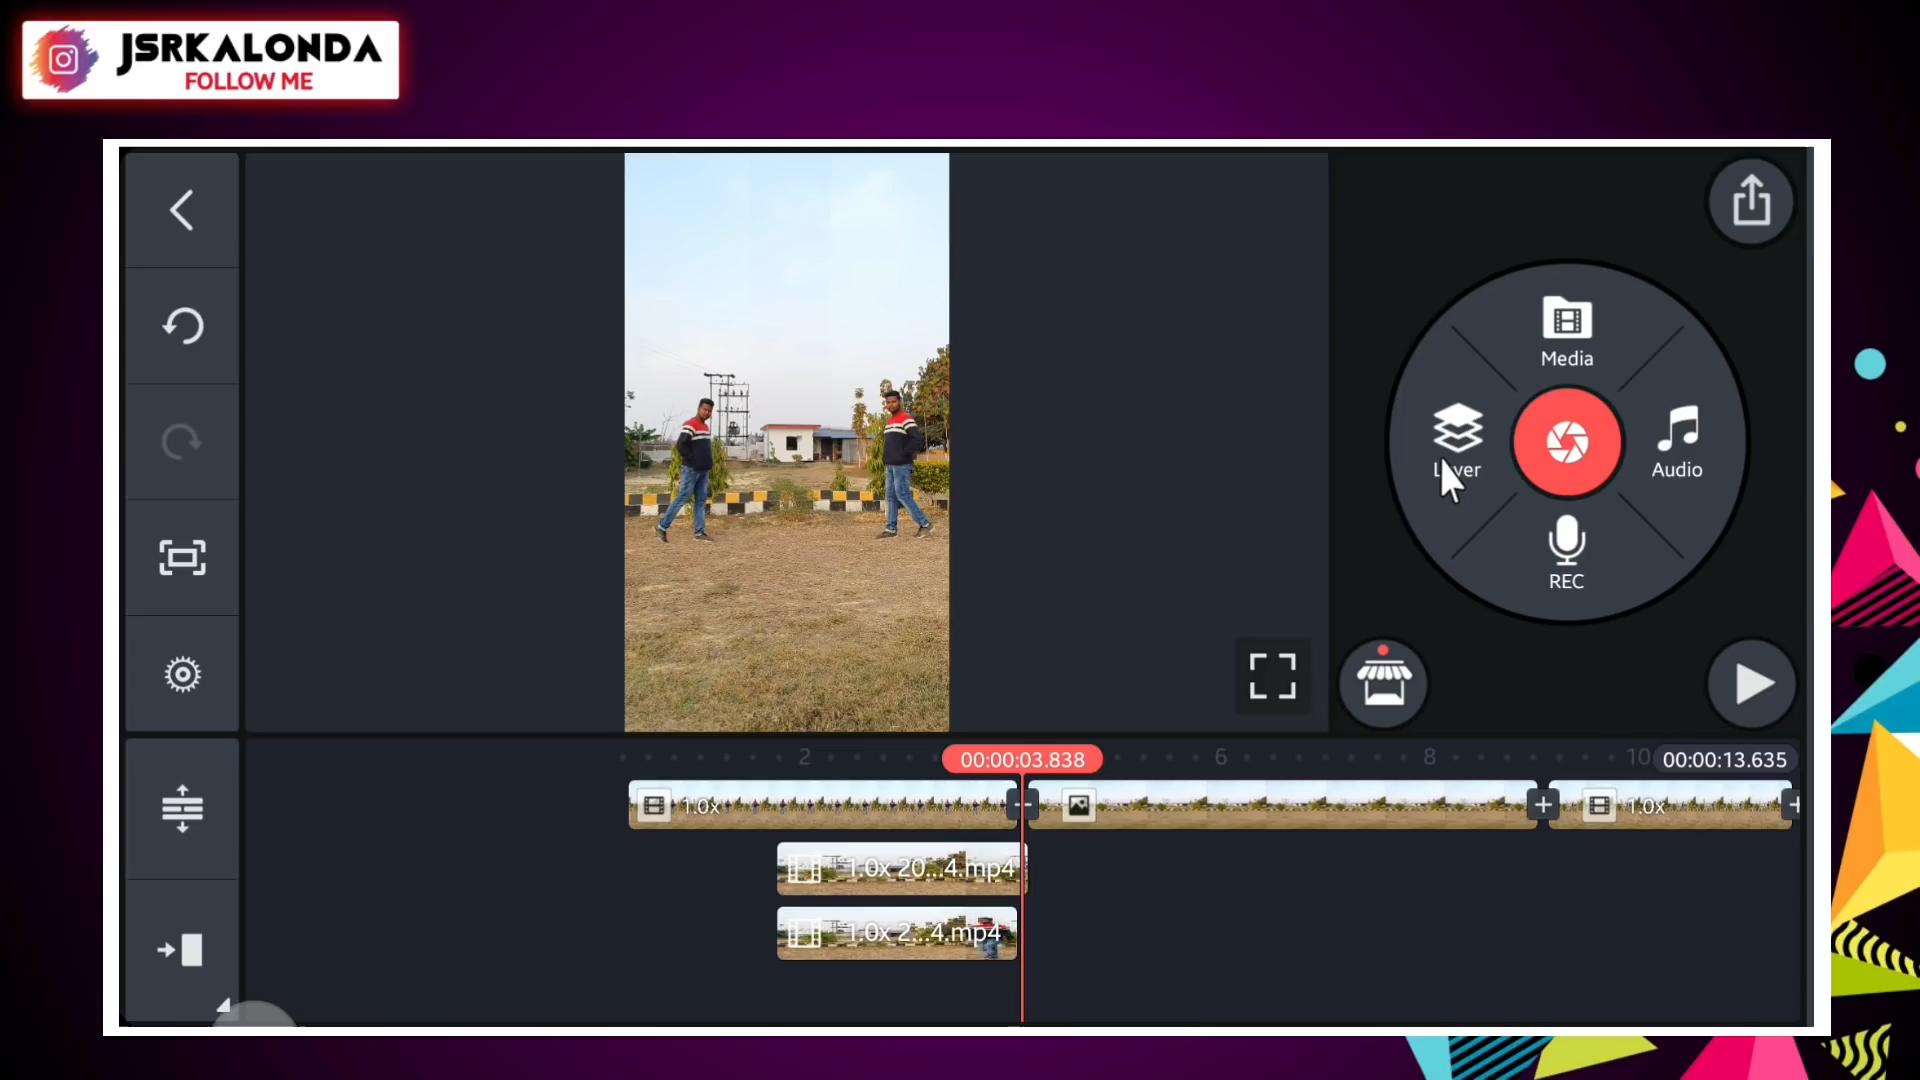 JSRKALONDA
FOLLOW ME
Media
Layer
Audio
REC
2
00:00:03.838
6
8
10
00:00:13.635
1.0x
1.0x
1.0x 20...4.mp4
1.0x 2...4.mp4